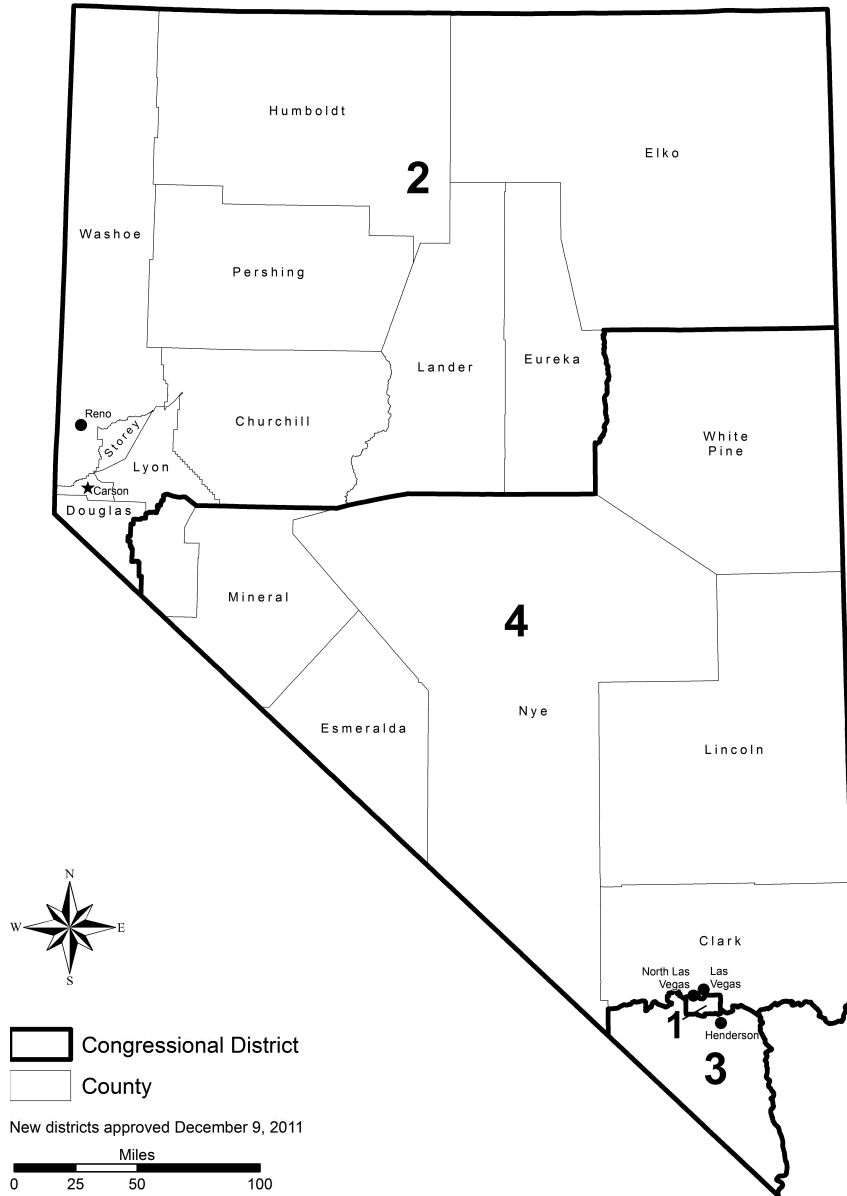 Humboldt
Elko
2
Washoe
Pershing
Lander
Eureka
Reno
Churchill
Storey
White
Pine
Lyon
Carson
Douglas
Mineral
4
Nye
Esmeralda
Lincoln
N
W
E
S
Clark
North Las
Vegas
Las
Vegas
1
Henderson
3
Congressional District
County
New districts approved December 9, 2011
Miles
0 25 50 100